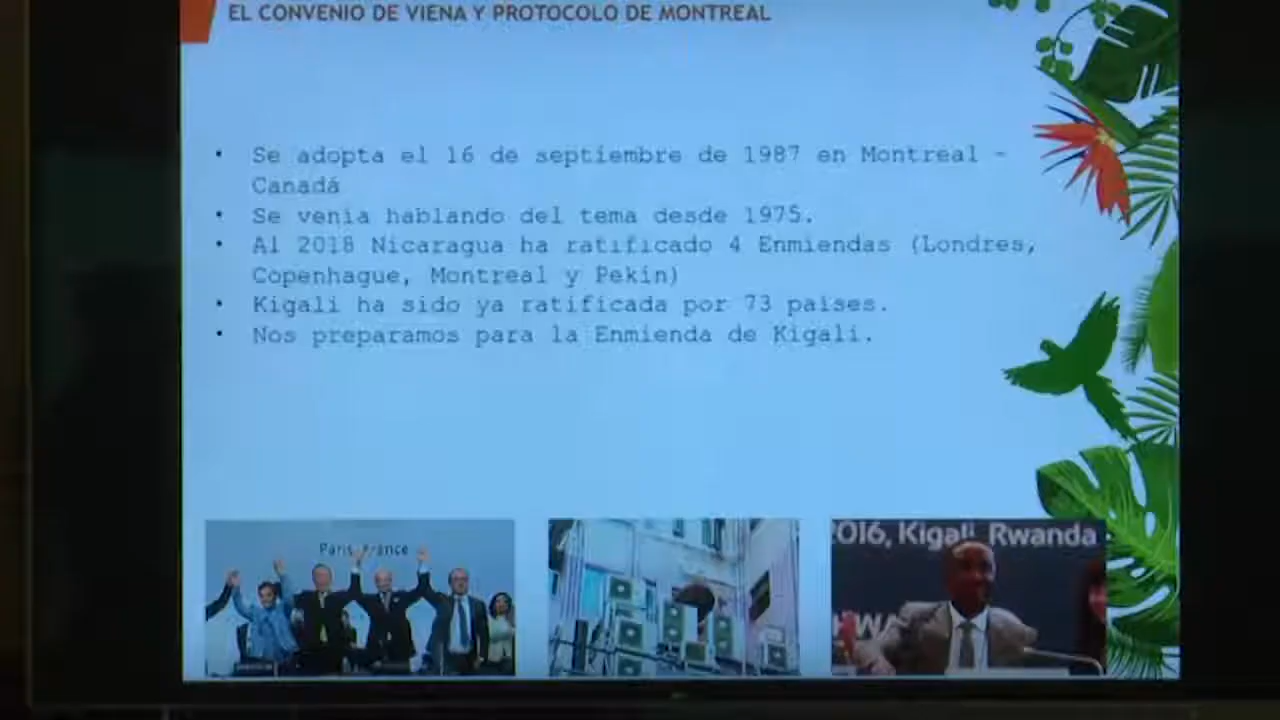 EL CONVENIO DE VIENA Y PROTOCOLO DE MONTREAL
• Se adopta el 16 de septiembre de 1987 en Montreal –
Canadá
• Se venía hablando del tema desde 1975.
• Al 2018 Nicaragua ha ratificado 4 Enmiendas (Londres,
Copenhague, Montreal y Pekín)
• Kigali ha sido ya ratificada por 73 países.
• Nos preparamos para la Enmienda de Kigali.
Paris France
2016, Kigali Rwanda